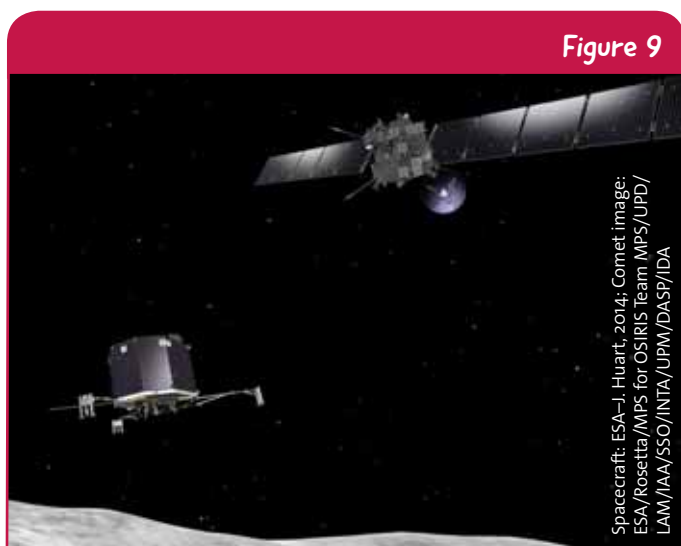 Figure 9
Spacecraft: ESA–J. Huart, 2014; Comet image:
ESA/Rosetta/MPS for OSIRIS Team MPS/UPD/
LAM/IAA/SSO/INTA/UPM/DASP/IDA